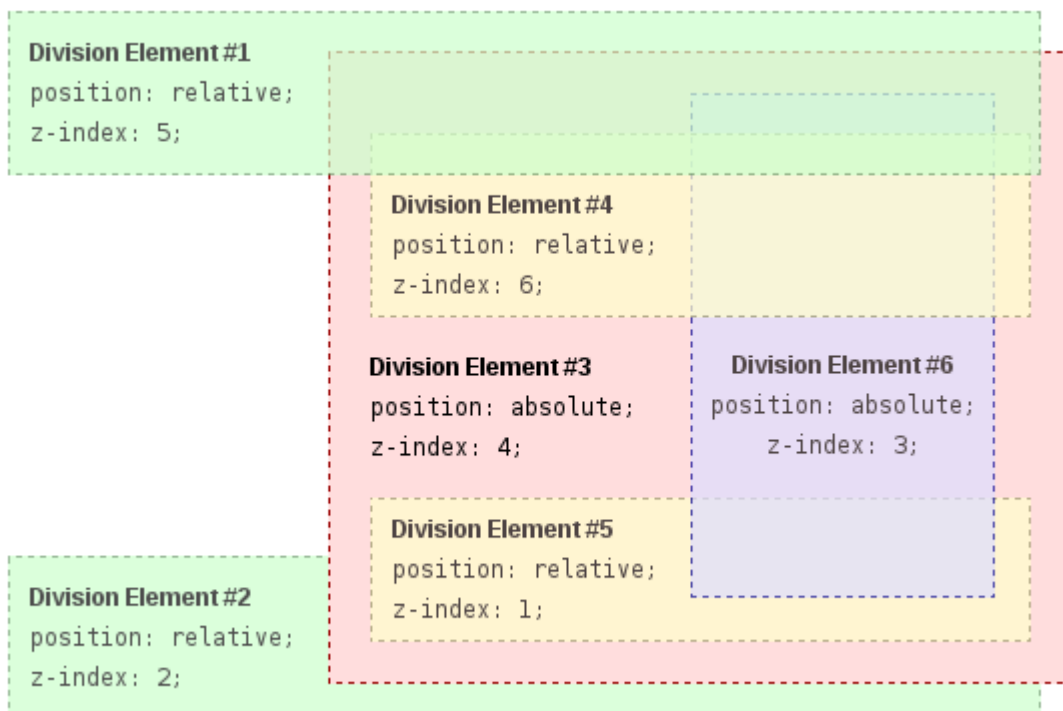 Division Element #1
position: relative;
z-index: 5;
Division Element #4
position: relative;
z-index: 6;
Division Element #3
position: absolute;
z-index: 4;
Division Element #6
position: absolute;
z-index: 3;
Division Element #5
position: relative;
z-index: 1;
Division Element #2
position: relative;
z-index: 2;